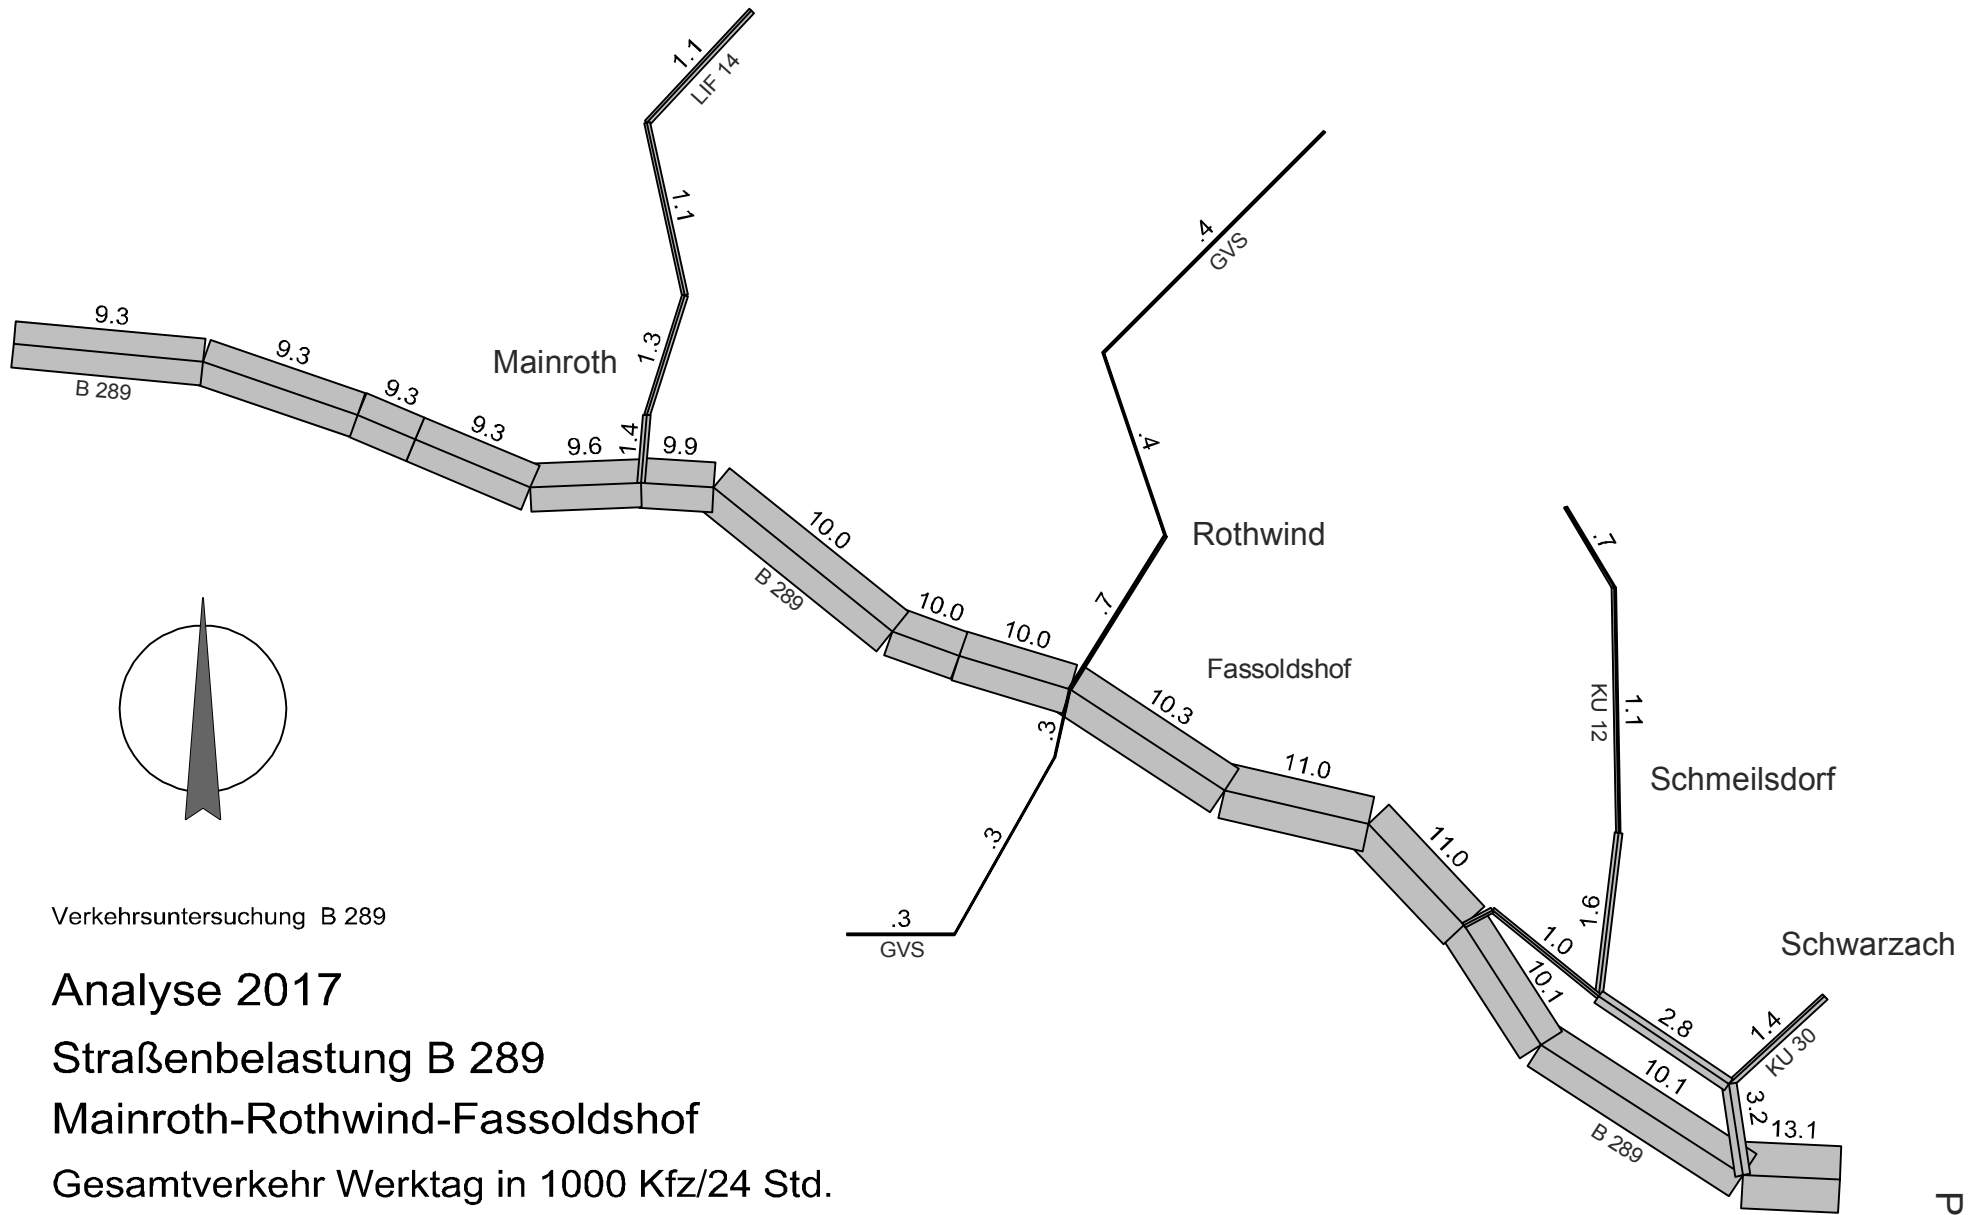 1.1
LIF 14
1.1
.4
GVS
9.3
B 289
9.3
9.3
9.3
Mainroth
1.3
9.6
1.4
9.9
.4
Rothwind
10.0
B 289
10.0
10.0
.7
.3
Fassoldshof
10.3
.7
KU 12
1.1
11.0
Schmeilsdorf
.3
11.0
.3
GVS
1.6
1.0
10.1
Schwarzach
2.8
1.4
KU 30
10.1
3.2
13.1
B 289
Verkehrsuntersuchung B 289
Analyse 2017
Straßenbelastung B 289
Mainroth-Rothwind-Fassoldshof
Gesamtverkehr Werktag in 1000 Kfz/24 Std.
P